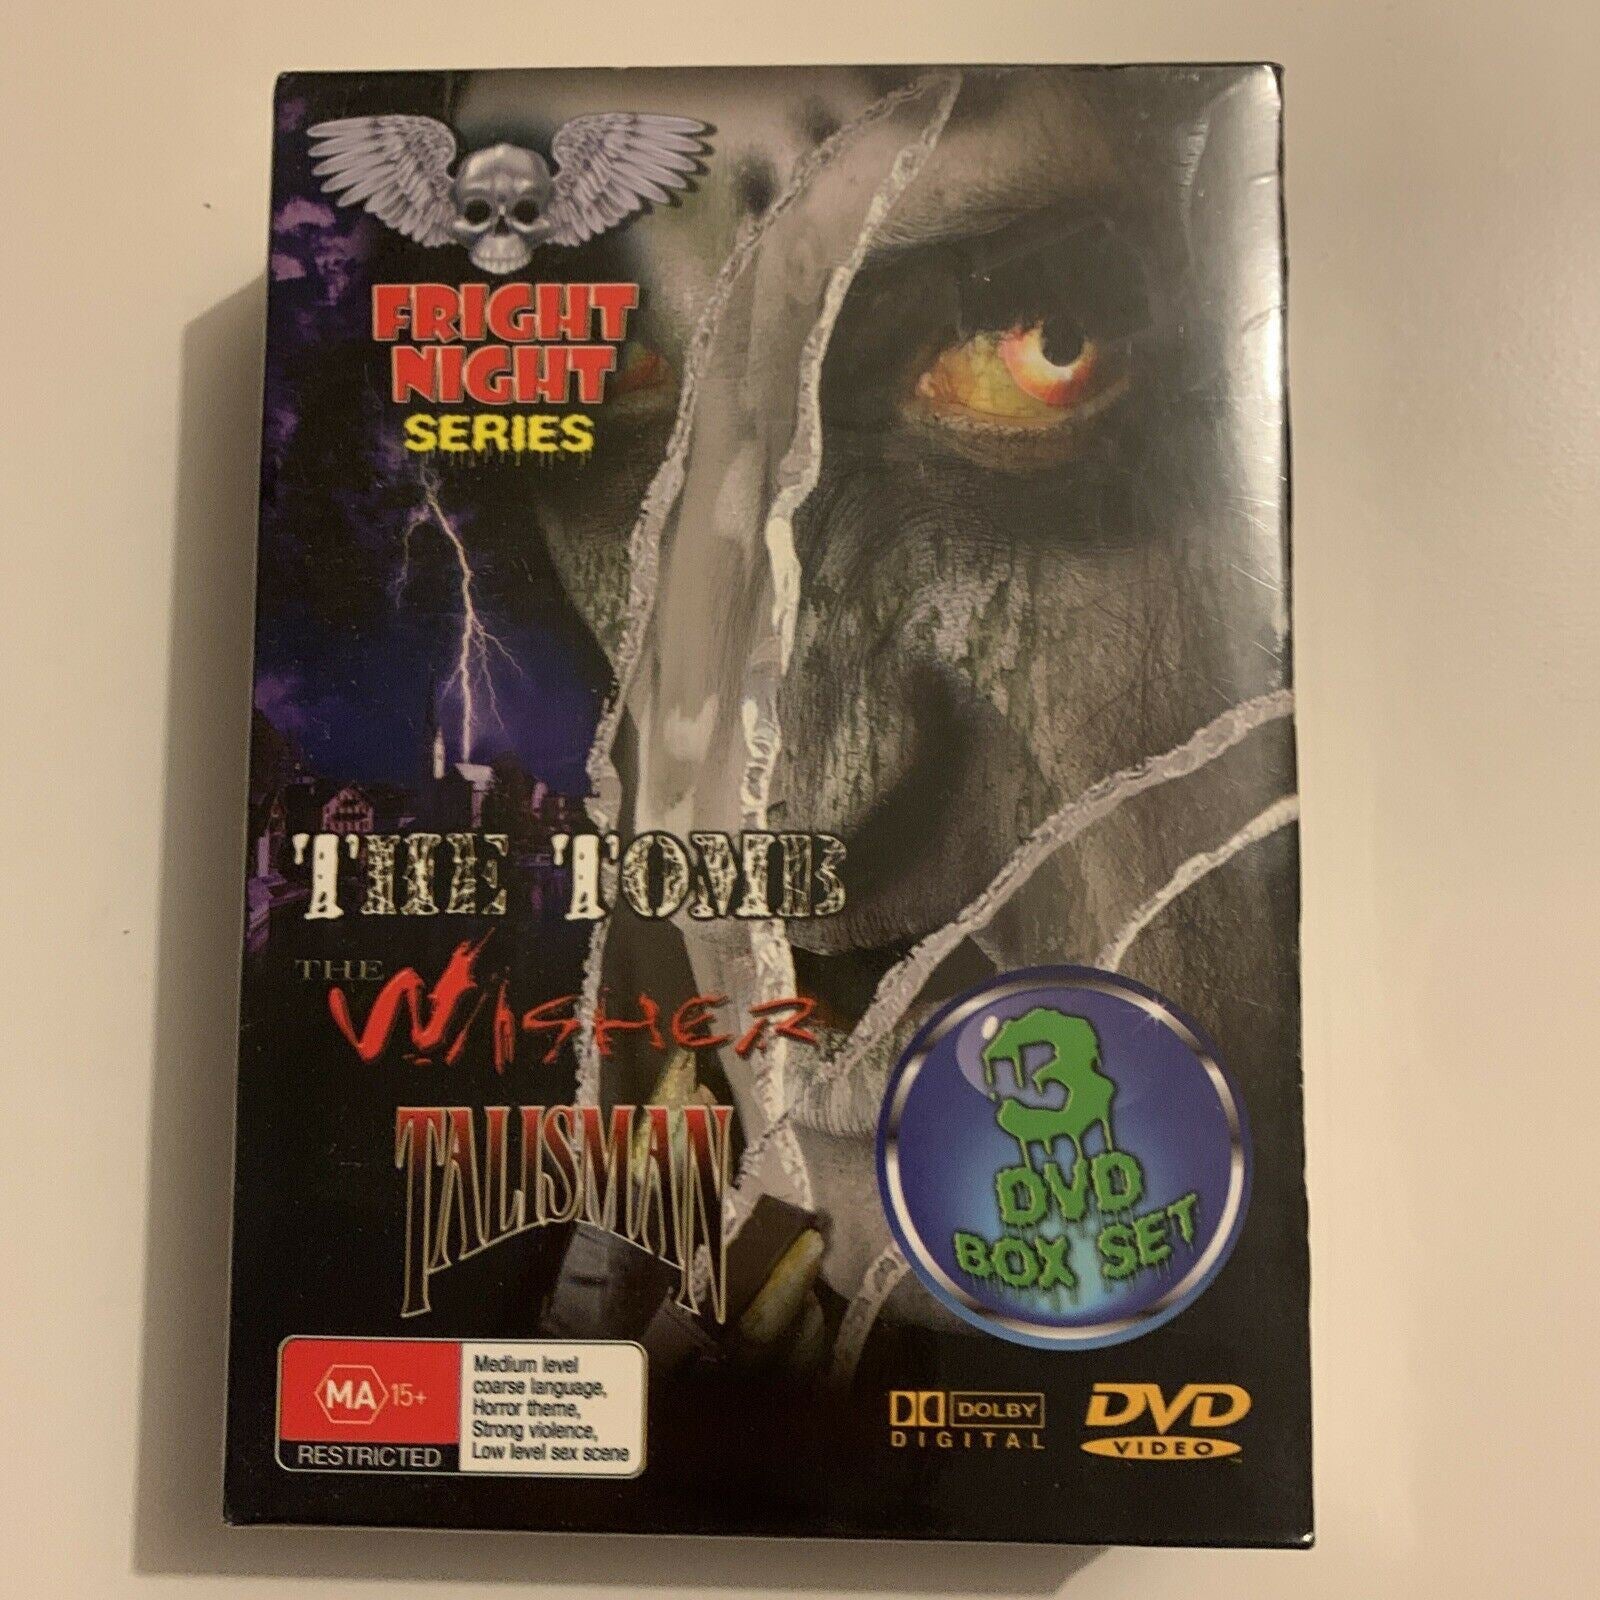 FRIGHT
NIGHT
SERIES
THE TOMB
THE WISHER
TALISMAN
3
DVD
BOX SET
MA 15+
RESTRICTED
Medium level
coarse language,
Horror theme,
Strong violence,
Low level sex scene
DOLBY
DIGITAL
DVD
VIDEO